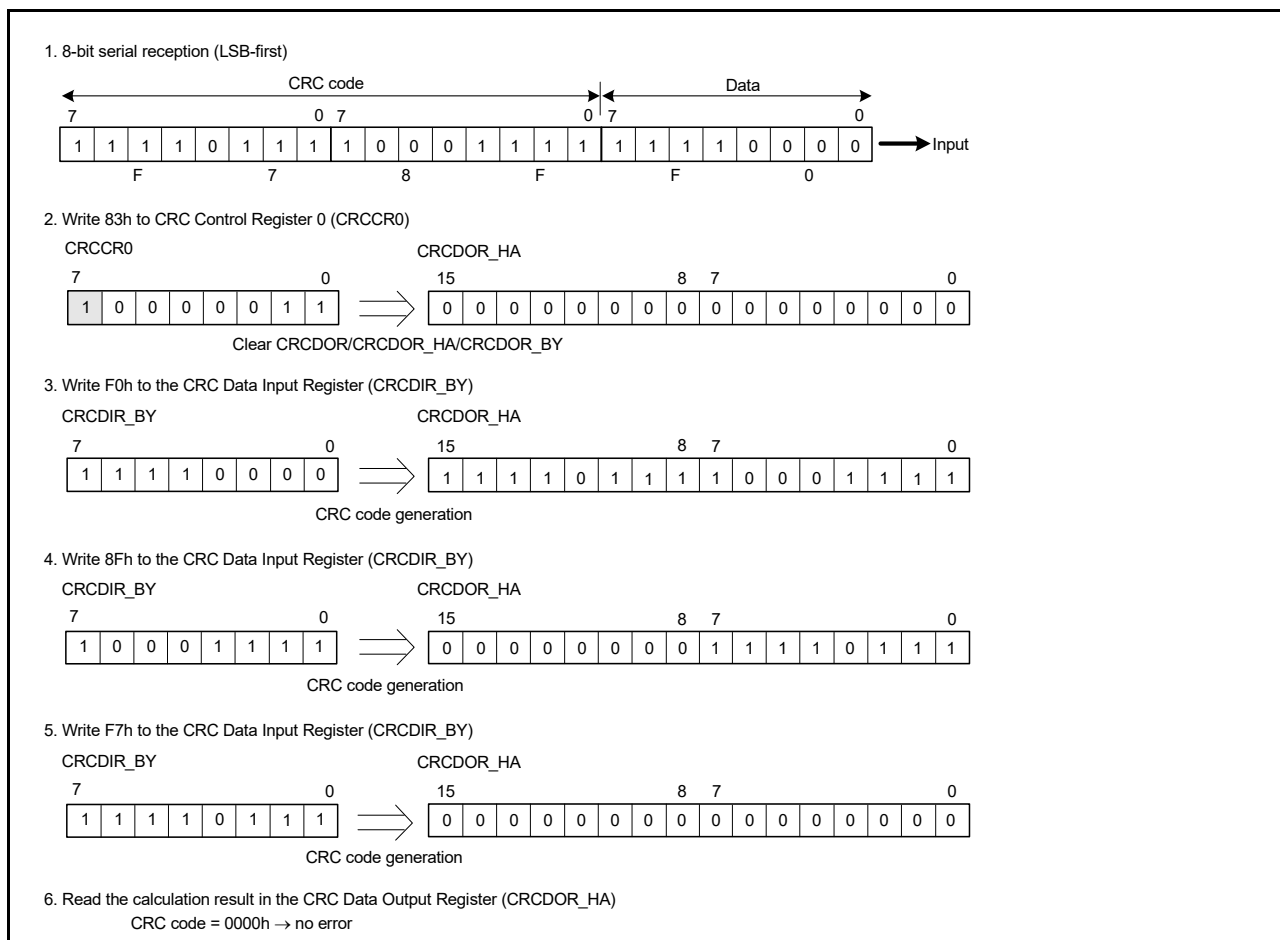 1. 8-bit serial reception (LSB-first)
CRC code Data
7 0 7 0 7 0
1 1 1 1 0 1 1 1 1 0 0 0 1 1 1 1 1 1 1 1 0 0 0 0 Input
F 7 8 F F 0
2. Write 83h to CRC Control Register 0 (CRCCR0)
CRCCR0 CRCDOR_HA
7 0 15 8 7 0
1 0 0 0 0 0 1 1 0 0 0 0 0 0 0 0 0 0 0 0 0 0 0 0
Clear CRCDOR/CRCDOR_HA/CRCDOR_BY
3. Write F0h to the CRC Data Input Register (CRCDIR_BY)
CRCDIR_BY CRCDOR_HA
7 0 15 8 7 0
1 1 1 1 0 0 0 0 1 1 1 1 0 1 1 1 1 0 0 0 1 1 1 1
CRC code generation
4. Write 8Fh to the CRC Data Input Register (CRCDIR_BY)
CRCDIR_BY CRCDOR_HA
7 0 15 8 7 0
1 0 0 0 1 1 1 1 0 0 0 0 0 0 0 0 1 1 1 1 0 1 1 1
CRC code generation
5. Write F7h to the CRC Data Input Register (CRCDIR_BY)
CRCDIR_BY CRCDOR_HA
7 0 15 8 7 0
1 1 1 1 0 1 1 1 0 0 0 0 0 0 0 0 0 0 0 0 0 0 0 0
CRC code generation
6. Read the calculation result in the CRC Data Output Register (CRCDOR_HA)
CRC code = 0000h → no error